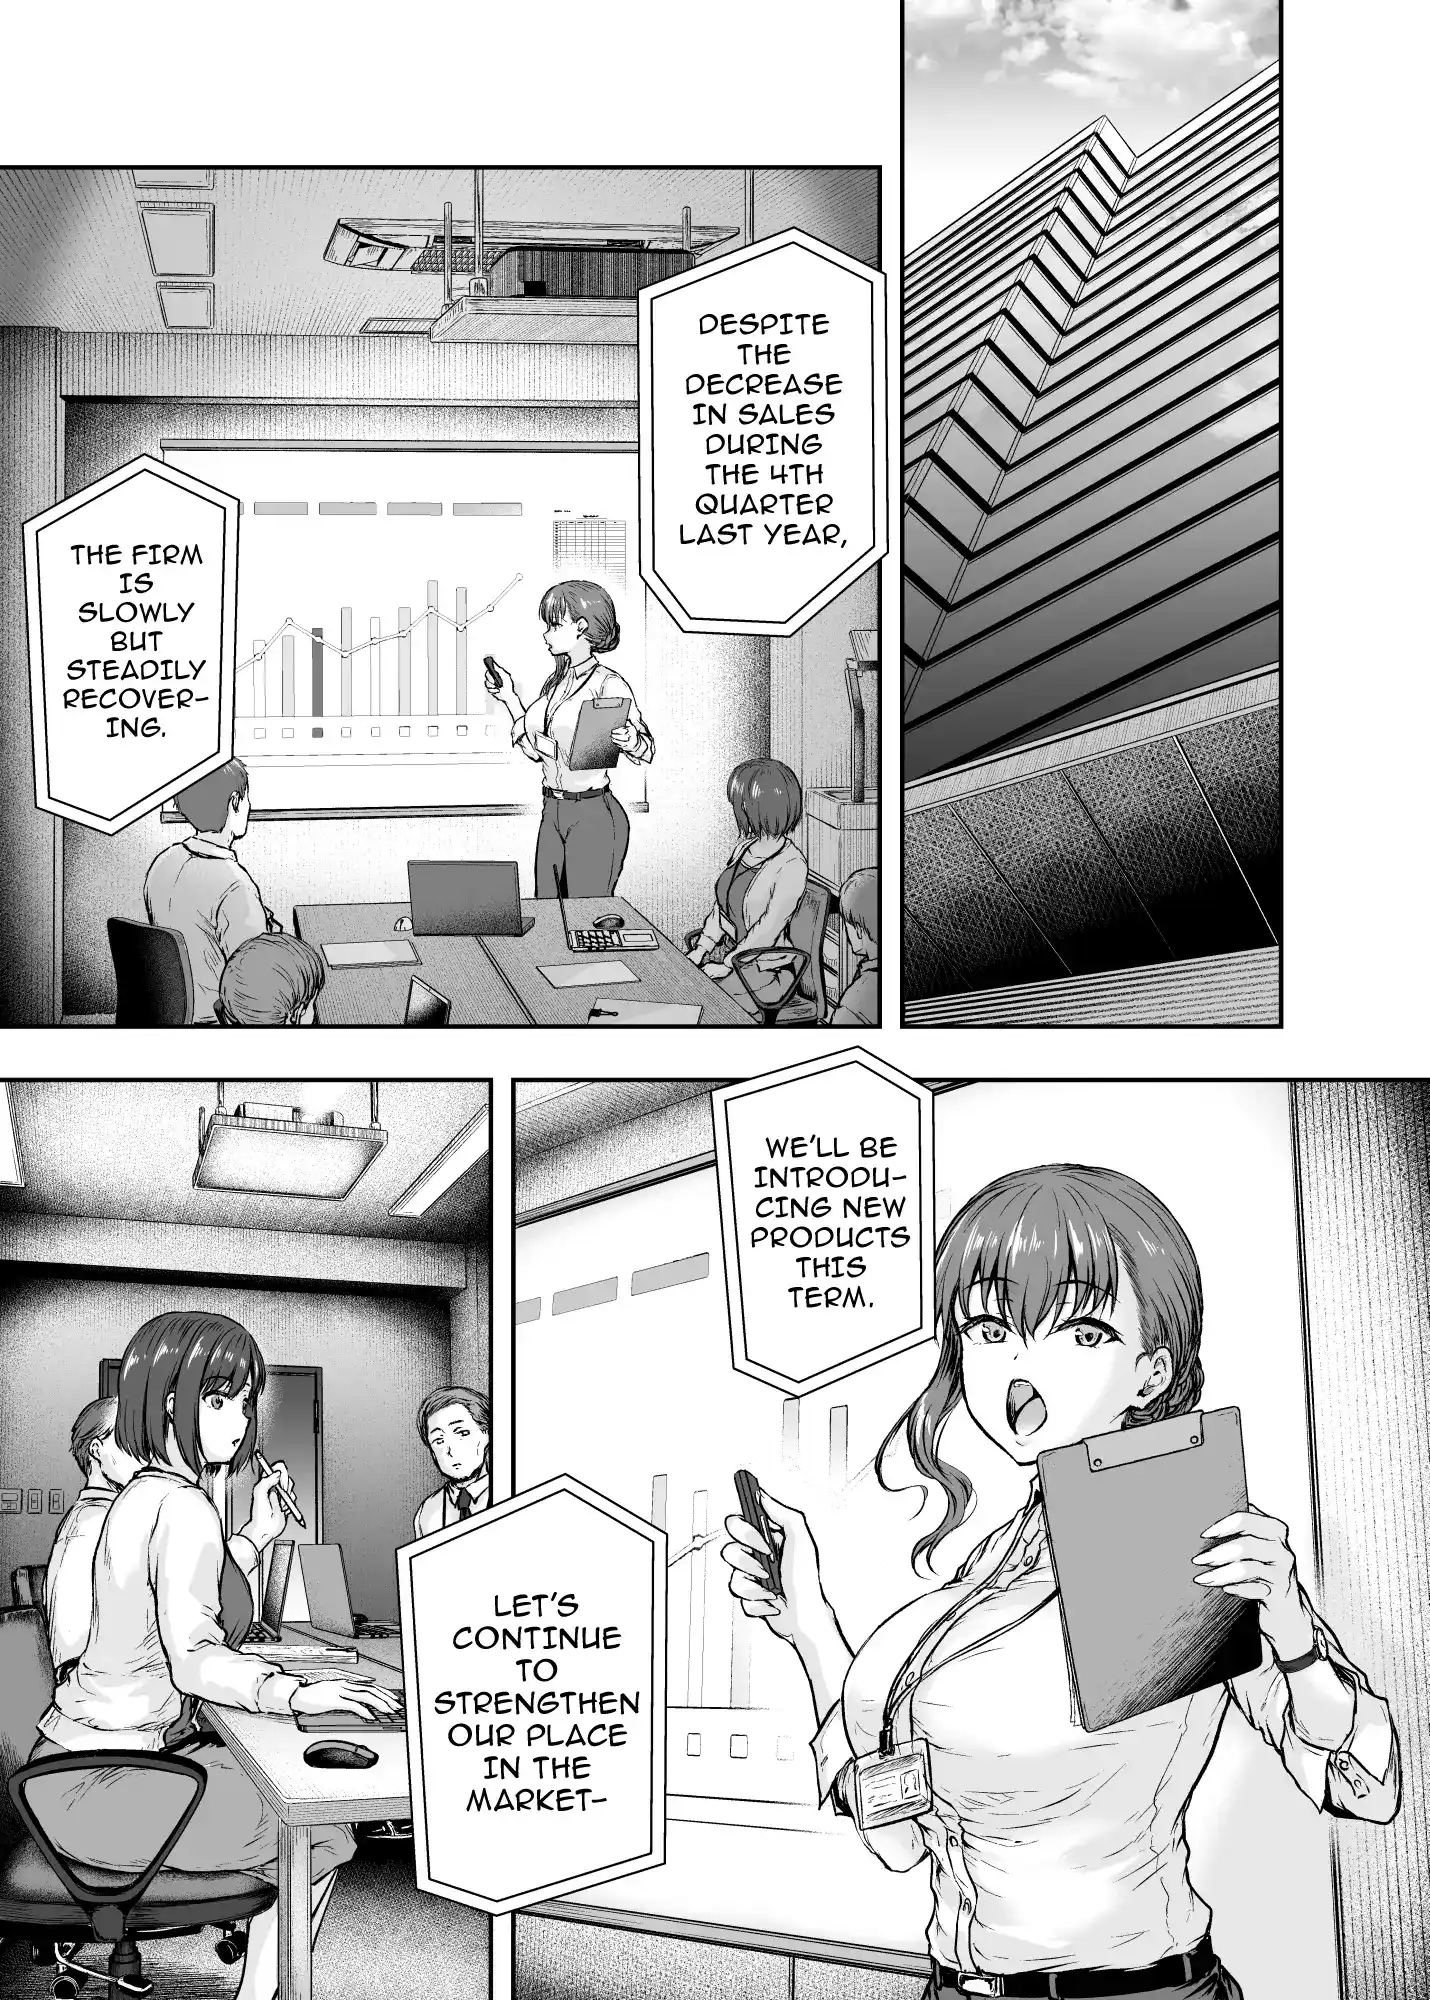 DESPITE
THE
DECREASE
IN SALES
DURING
THE 4TH
QUARTER
LAST YEAR,
THE FIRM
IS
SLOWLY
BUT
STEADILY
RECOVER-
ING.
WE'LL BE
INTRODU-
CING NEW
PRODUCTS
THIS
TERM.
LET'S
CONTINUE
TO
STRENGTHEN
OUR PLACE
IN THE
MARKET-